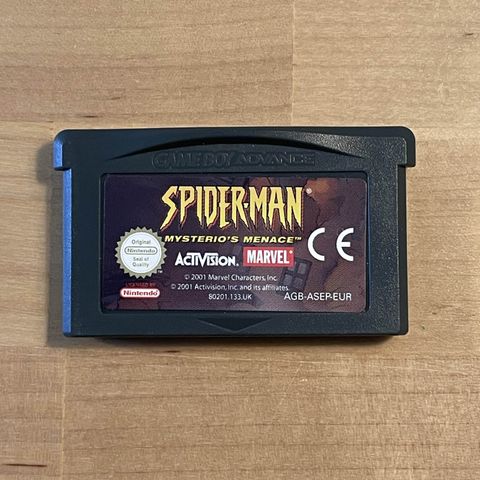 GAME BOY ADVANCE
SPIDER-MAN
MYSTERIO'S MENACE™
Original
Nintendo
Seal of
Quality
ACTIVISION. MARVEL
CE
LICENSED BY
Nintendo
© 2001 Marvel Characters, Inc.
© 2001 Activision, Inc. and its affiliates.
80201.133.UK
AGB-ASEP-EUR